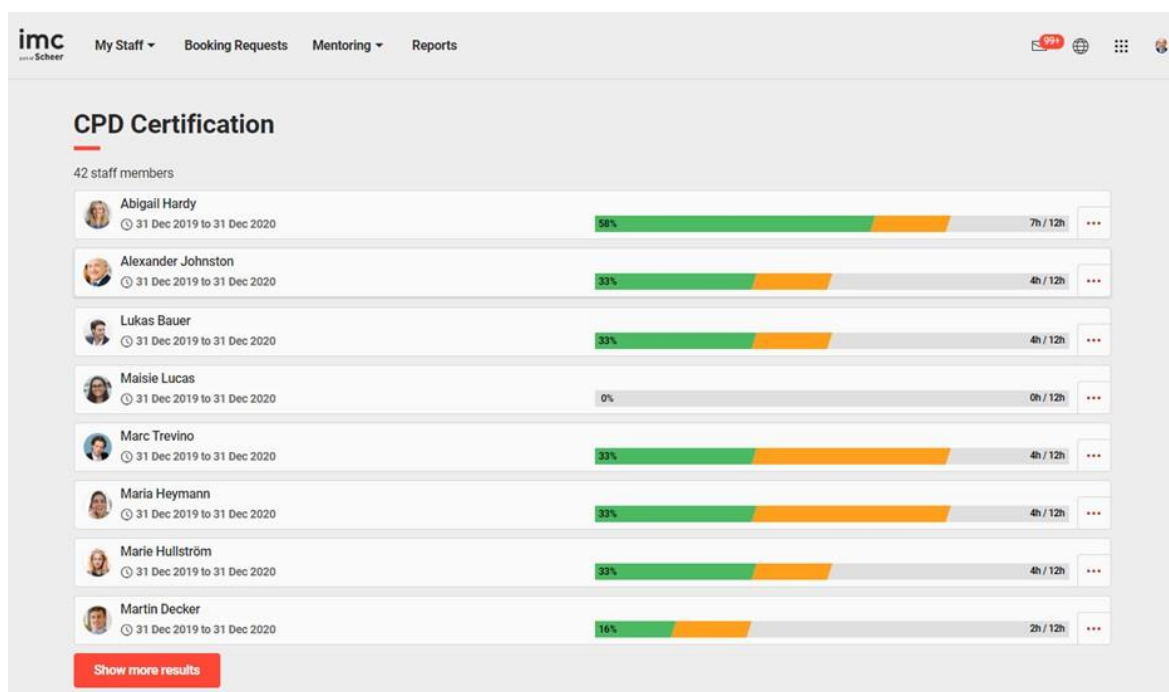 imc
Scheer
My Staff Booking Requests Mentoring Reports
99+
CPD Certification
42 staff members
Abigail Hardy
31 Dec 2019 to 31 Dec 2020 58% 7h / 12h
Alexander Johnston
31 Dec 2019 to 31 Dec 2020 33% 4h / 12h
Lukas Bauer
31 Dec 2019 to 31 Dec 2020 33% 4h / 12h
Maisie Lucas
31 Dec 2019 to 31 Dec 2020 0% 0h / 12h
Marc Trevino
31 Dec 2019 to 31 Dec 2020 33% 4h / 12h
Maria Heymann
31 Dec 2019 to 31 Dec 2020 33% 4h / 12h
Marie Hullström
31 Dec 2019 to 31 Dec 2020 33% 4h / 12h
Martin Decker
31 Dec 2019 to 31 Dec 2020 16% 2h / 12h
Show more results